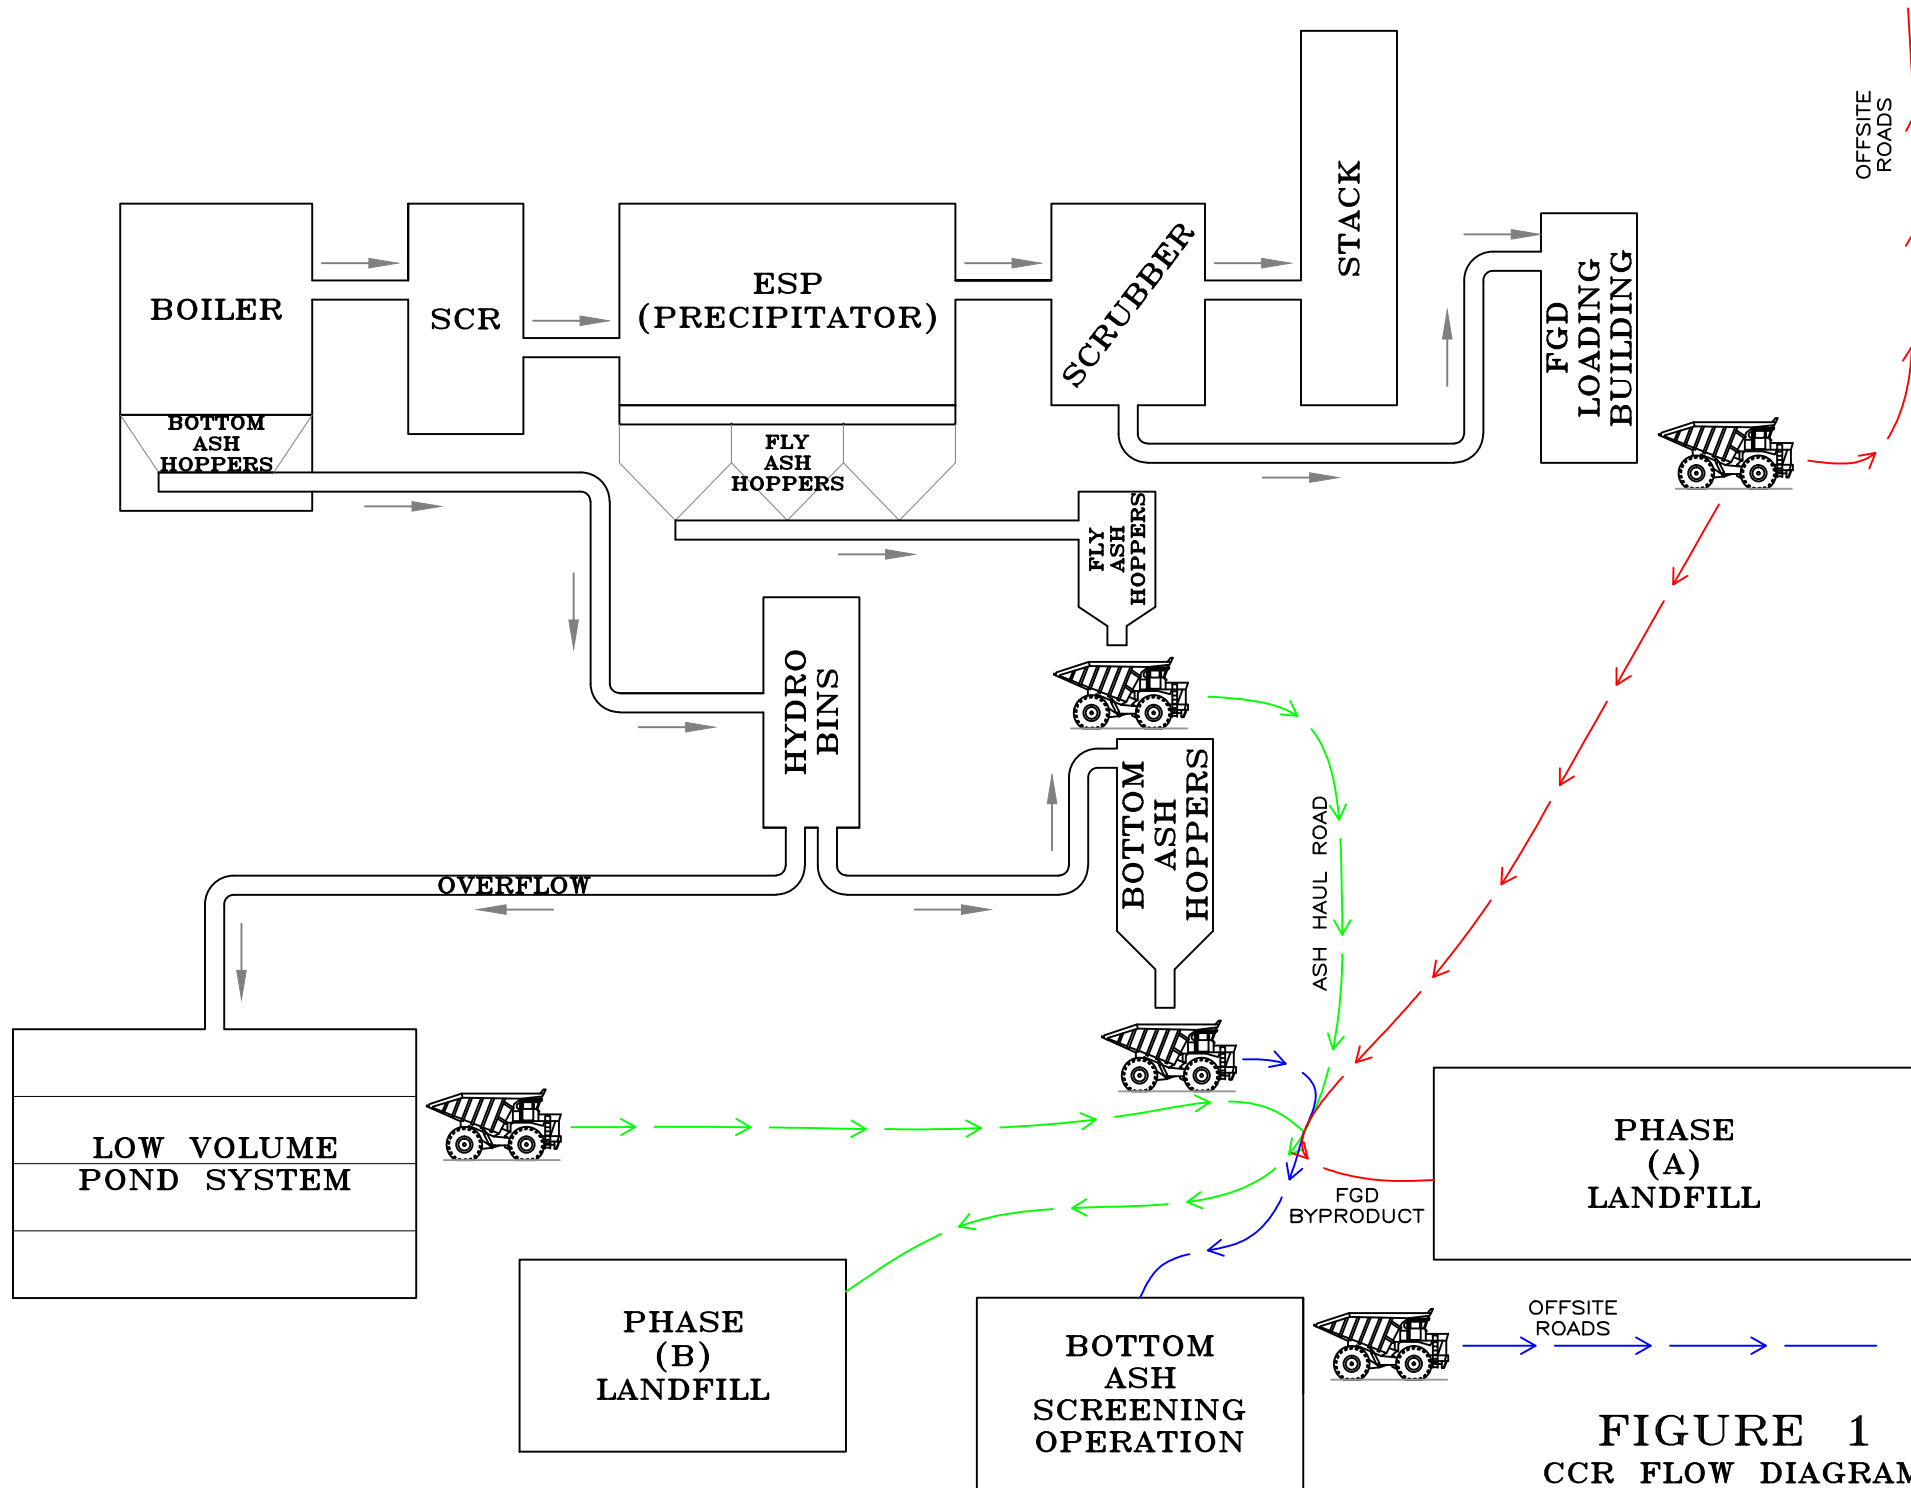 OFFSITE
ROADS
STACK
BOILER
SCR
ESP
(PRECIPITATOR)
SCRUBBER
FGD
LOADING
BUILDING
BOTTOM
ASH
HOPPERS
FLY
ASH
HOPPERS
FLY
ASH
HOPPERS
HYDRO
BINS
BOTTOM
ASH
HOPPERS
ASH HAUL ROAD
OVERFLOW
LOW VOLUME
POND SYSTEM
PHASE
(A)
LANDFILL
FGD
BYPRODUCT
PHASE
(B)
LANDFILL
BOTTOM
ASH
SCREENING
OPERATION
OFFSITE
ROADS
FIGURE 1
CCR FLOW DIAGRAM